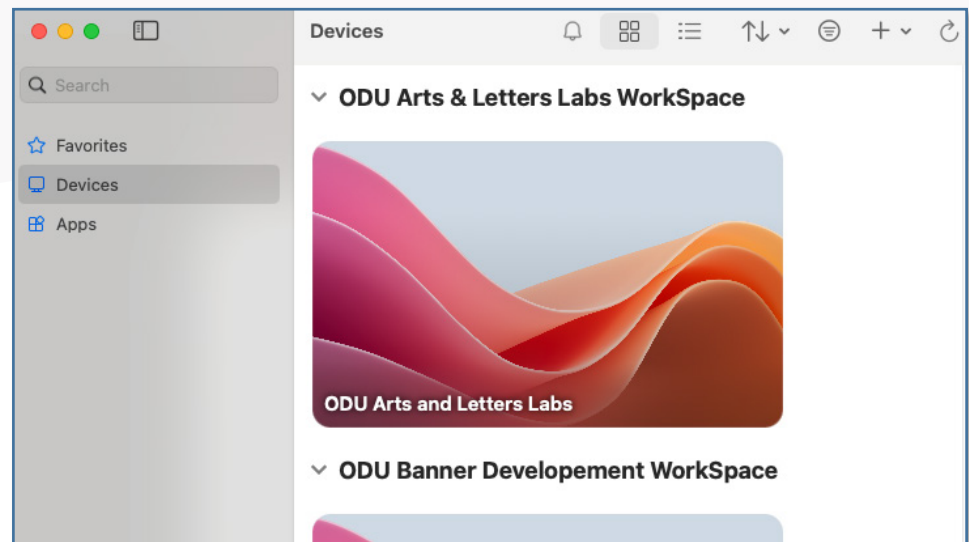 Devices
Search
ODU Arts & Letters Labs WorkSpace
Favorites
Devices
Apps
ODU Arts and Letters Labs
ODU Banner Developement WorkSpace